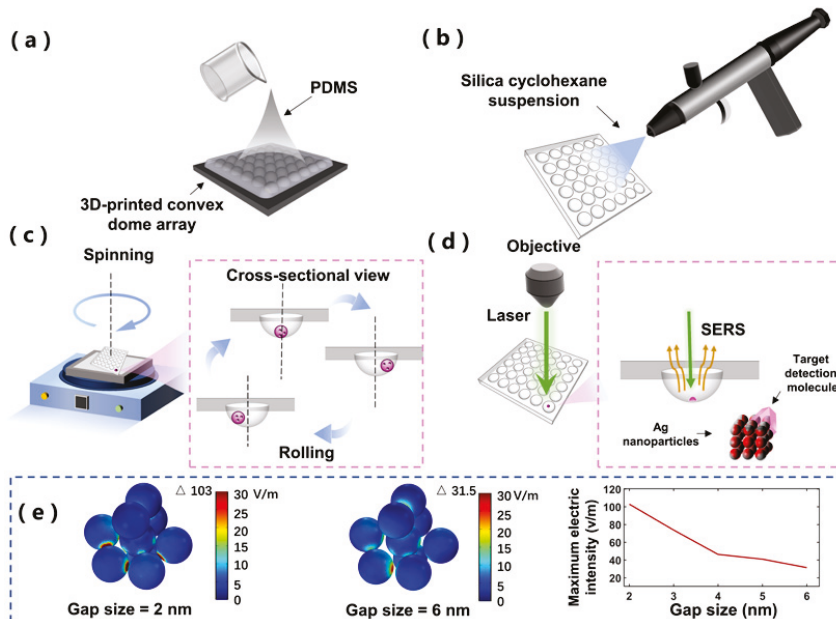 ( a )
PDMS
3D-printed convex
dome array
( b )
Silica cyclohexane
suspension
( c )
Spinning
Cross-sectional view
Rolling
( d )
Objective
Laser
SERS
Target
detection
molecule
Ag
nanoparticles
( e )
△ 103
30 V/m
25
20
15
10
5
0
Gap size = 2 nm
△ 31.5
30 V/m
25
20
15
10
5
0
Gap size = 6 nm
Maximum electric
intensity (v/m)
120
100
80
60
40
20
2 3 4 5 6
Gap size (nm)